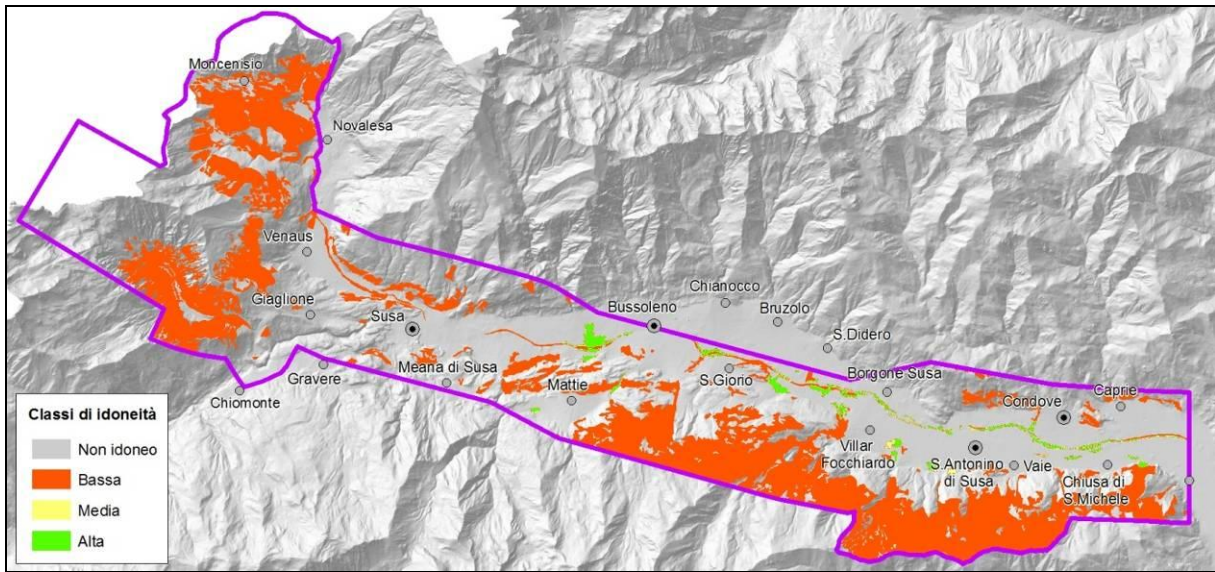 Moncenisio
Novalesa
Venaus
Giaglione
Susa
Bussoleno
Chianocco
Bruzolo
S.Didero
Meana di Susa
Gravere
Chiomonte
Mattie
S.Giorio
Borgone Susa
Condove
Caprie
Villar
Focchiardo
S.Antonino
di Susa
Vaie
Chiusa di
S.Michele
Classi di idoneità
Non idoneo
Bassa
Media
Alta